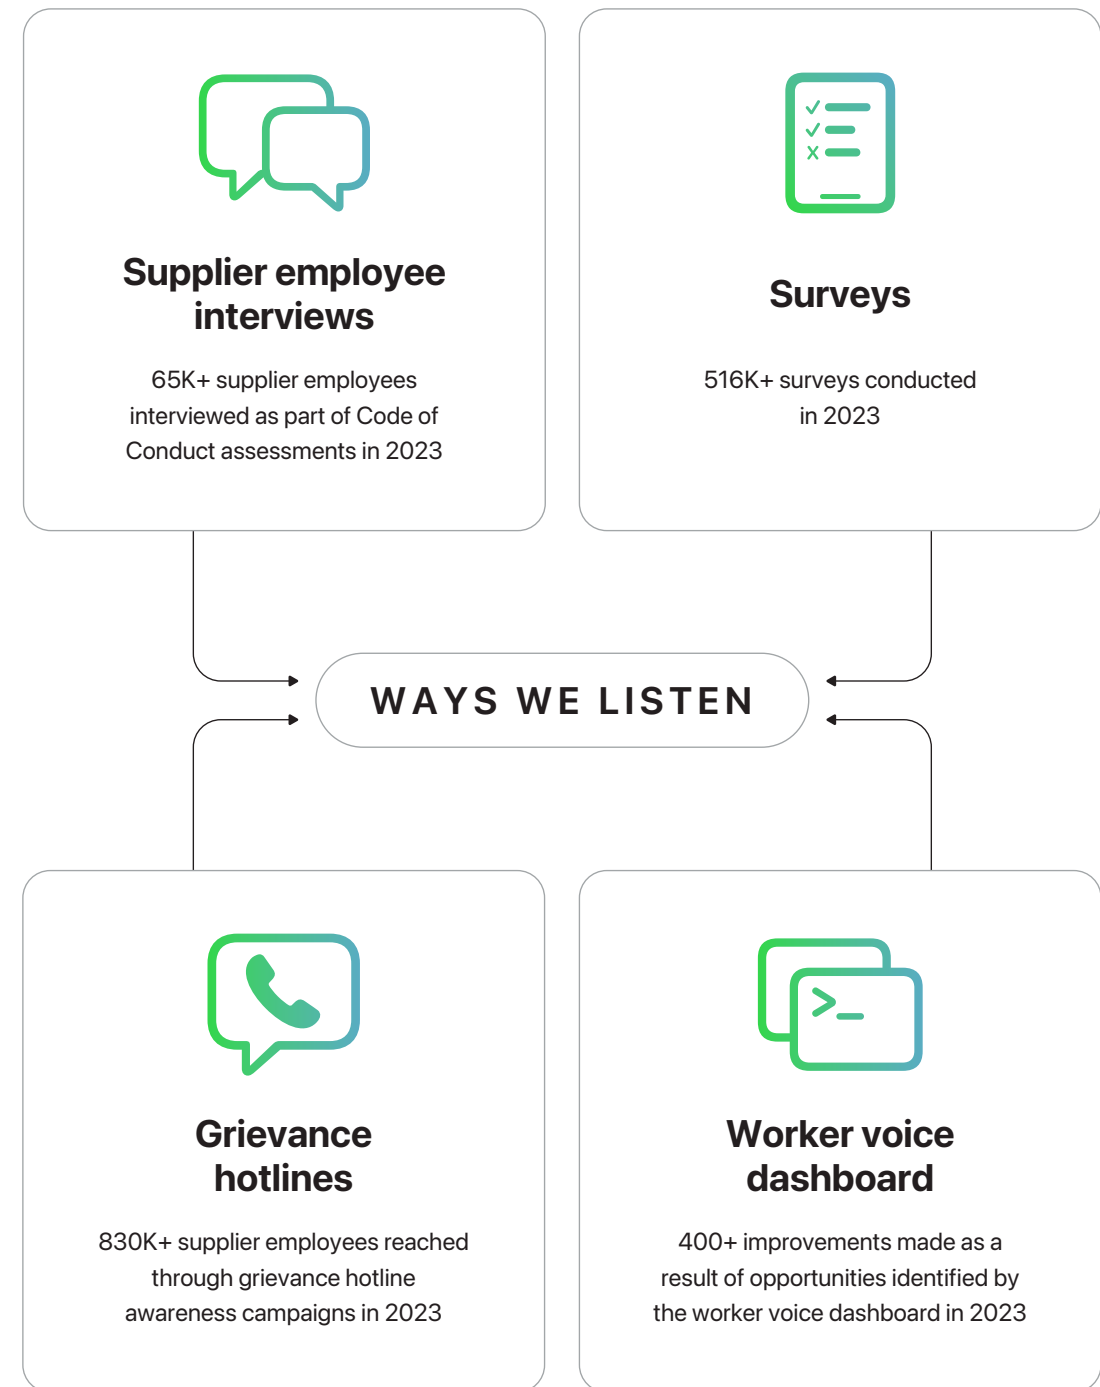 Supplier employee
interviews
65K+ supplier employees
interviewed as part of Code of
Conduct assessments in 2023
Surveys
516K+ surveys conducted
in 2023
WAYS WE LISTEN
Grievance
hotlines
830K+ supplier employees reached
through grievance hotline
awareness campaigns in 2023
Worker voice
dashboard
400+ improvements made as a
result of opportunities identified by
the worker voice dashboard in 2023